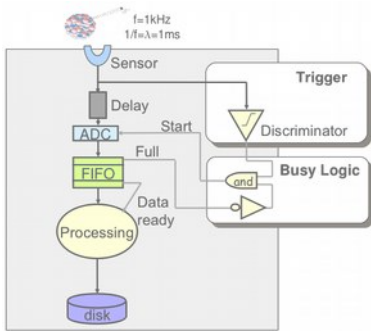 f=1kHz
1/f=λ=1ms
Sensor
Trigger
Delay
Discriminator
ADC
Start
Full
Busy Logic
FIFO
and
Data
ready
Processing
disk